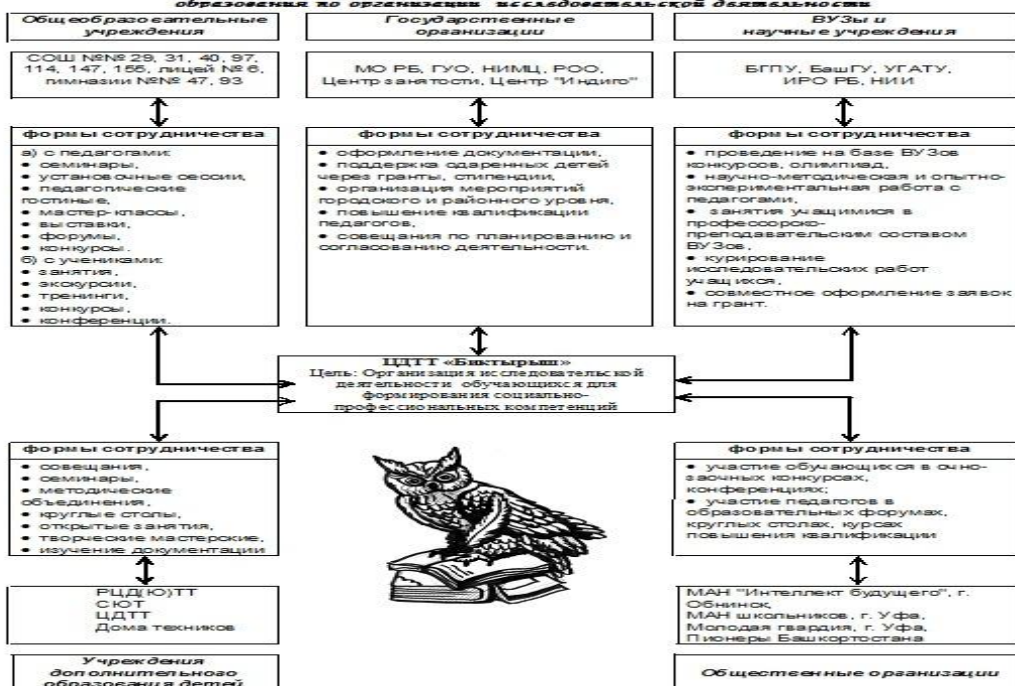 образования по организации исследовательской деятельности
Общеобразовательные
учреждения
Государственные
организации
ВУЗы и
научные учреждения
СОШ №№ 29, 31, 40, 97,
114, 147, 155, лицей № 6,
гимназии №№ 47, 93
МО РБ, ГУО, НИМЦ, РОО,
Центр занятости, Центр "Индиго"
БГПУ, БашГУ, УГАТУ,
ИРО РБ, НИИ
формы сотрудничества
а) с педагогами:
• семинары,
• установочные сессии,
• педагогические
гостиные,
• мастер-классы,
• выставки,
• форумы,
• конкурсы.
б) с учениками:
• занятия,
• экскурсии,
• тренинги,
• конкурсы,
• конференции.
формы сотрудничества
• оформление документации,
• поддержка одаренных детей
через гранты, стипендии,
• организация мероприятий
городского и районного уровня,
• повышение квалификации
педагогов,
• совещания по планированию и
согласованию деятельности.
формы сотрудничества
• проведение на базе ВУЗов
конкурсов, олимпиад,
• научно-методическая и опытно-
экспериментальная работа с
педагогами,
• занятия учащимися в
профессорско-
преподавательским составом
ВУЗов,
• курирование
исследовательских работ
учащихся,
• совместное оформление заявок
на грант.
ЦДТТ «Биктырыш»
Цель: Организация исследовательской
деятельности обучающихся для
формирования социально-
профессиональных компетенций
формы сотрудничества
• совещания,
• семинары,
• методические
объединения,
• круглые столы,
• открытые занятия,
• творческие мастерские,
• изучение документации
формы сотрудничества
• участие обучающихся в очно-
заочных конкурсах,
конференциях;
• участие педагогов в
образовательных форумах,
круглых столах, курсах
повышения квалификации
РЦД(Ю)ТТ
СЮТ
ЦДТТ
Дома техников
МАН "Интеллект будущего", г.
Обнинск,
МАН школьников, г. Уфа,
Молодая гвардия, г. Уфа,
Пионеры Башкортостана
Учреждения
дополнительного
образования детей
Общественные организации